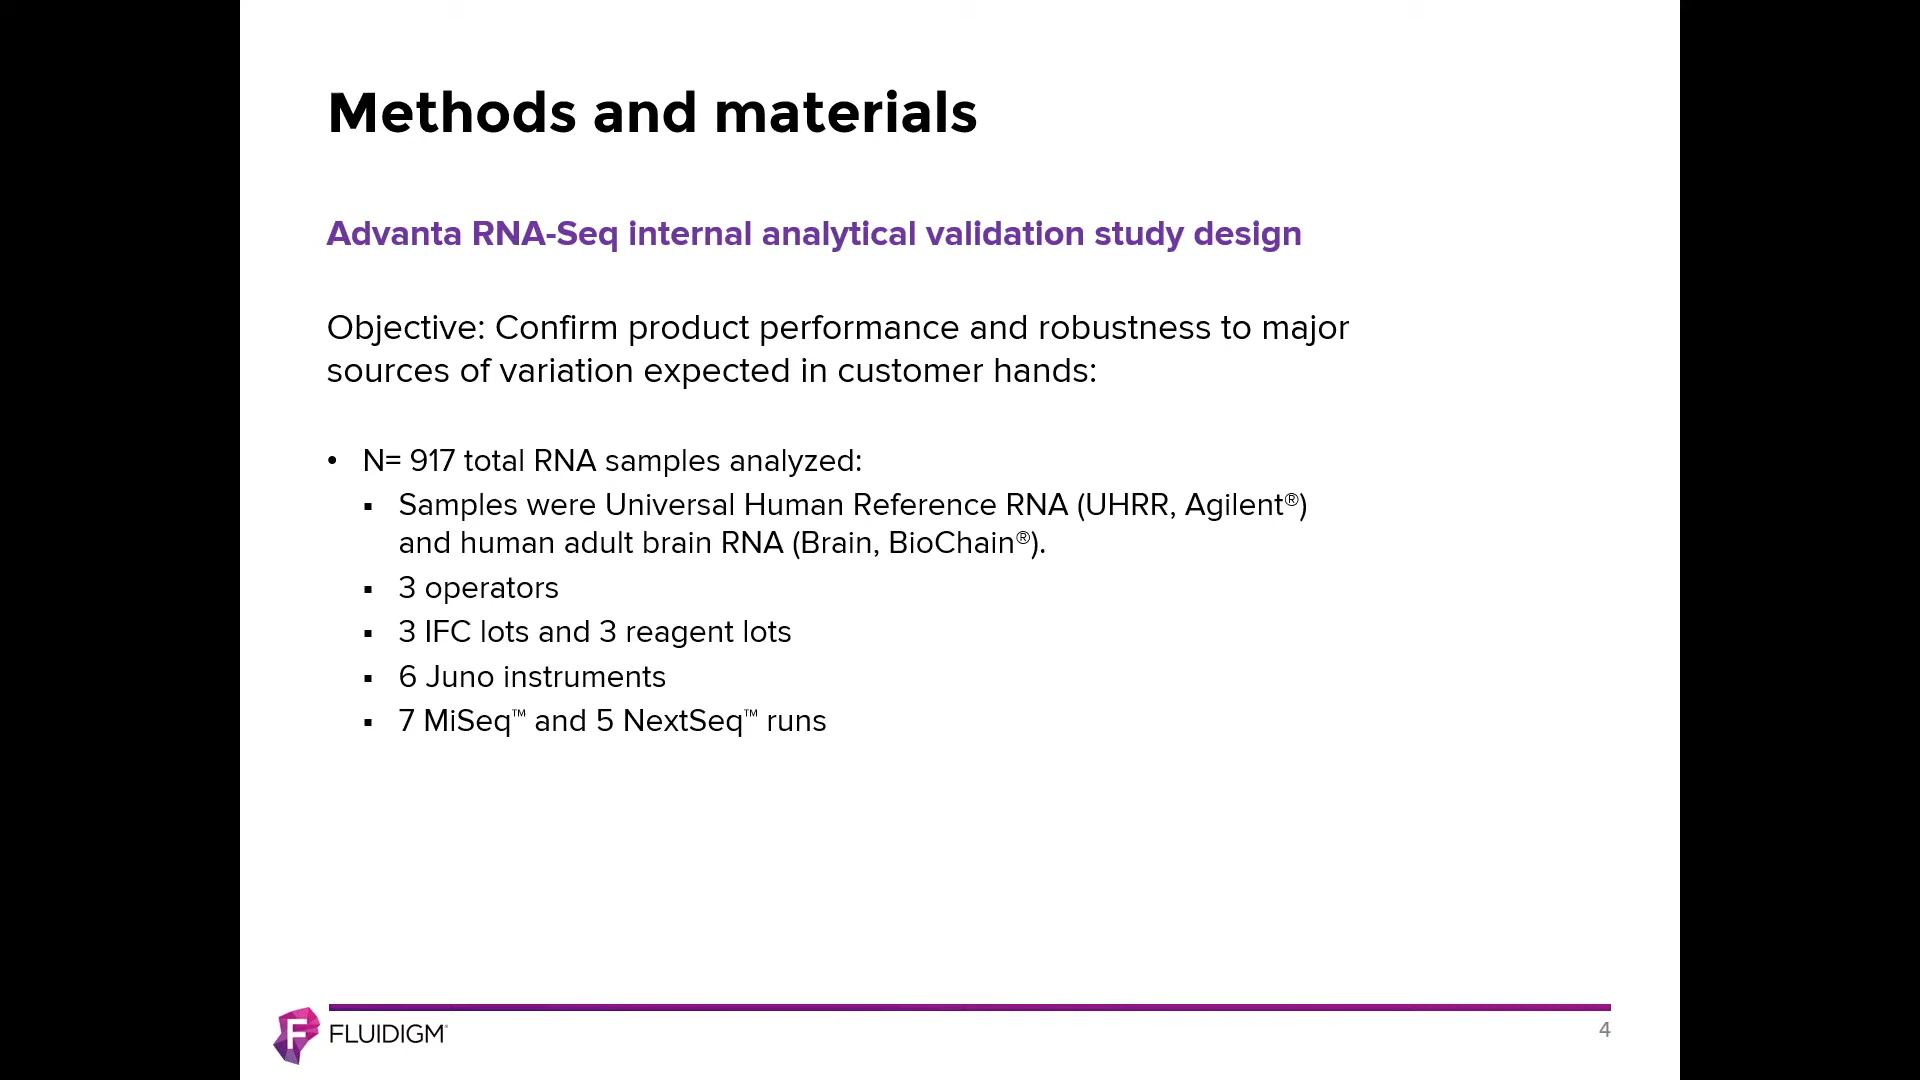 Methods and materials
Advanta RNA-Seq internal analytical validation study design
Objective: Confirm product performance and robustness to major
sources of variation expected in customer hands:
• N= 917 total RNA samples analyzed:
▪ Samples were Universal Human Reference RNA (UHRR, Agilent®)
and human adult brain RNA (Brain, BioChain®).
▪ 3 operators
▪ 3 IFC lots and 3 reagent lots
▪ 6 Juno instruments
▪ 7 MiSeq™ and 5 NextSeq™ runs
F FLUIDIGM
4